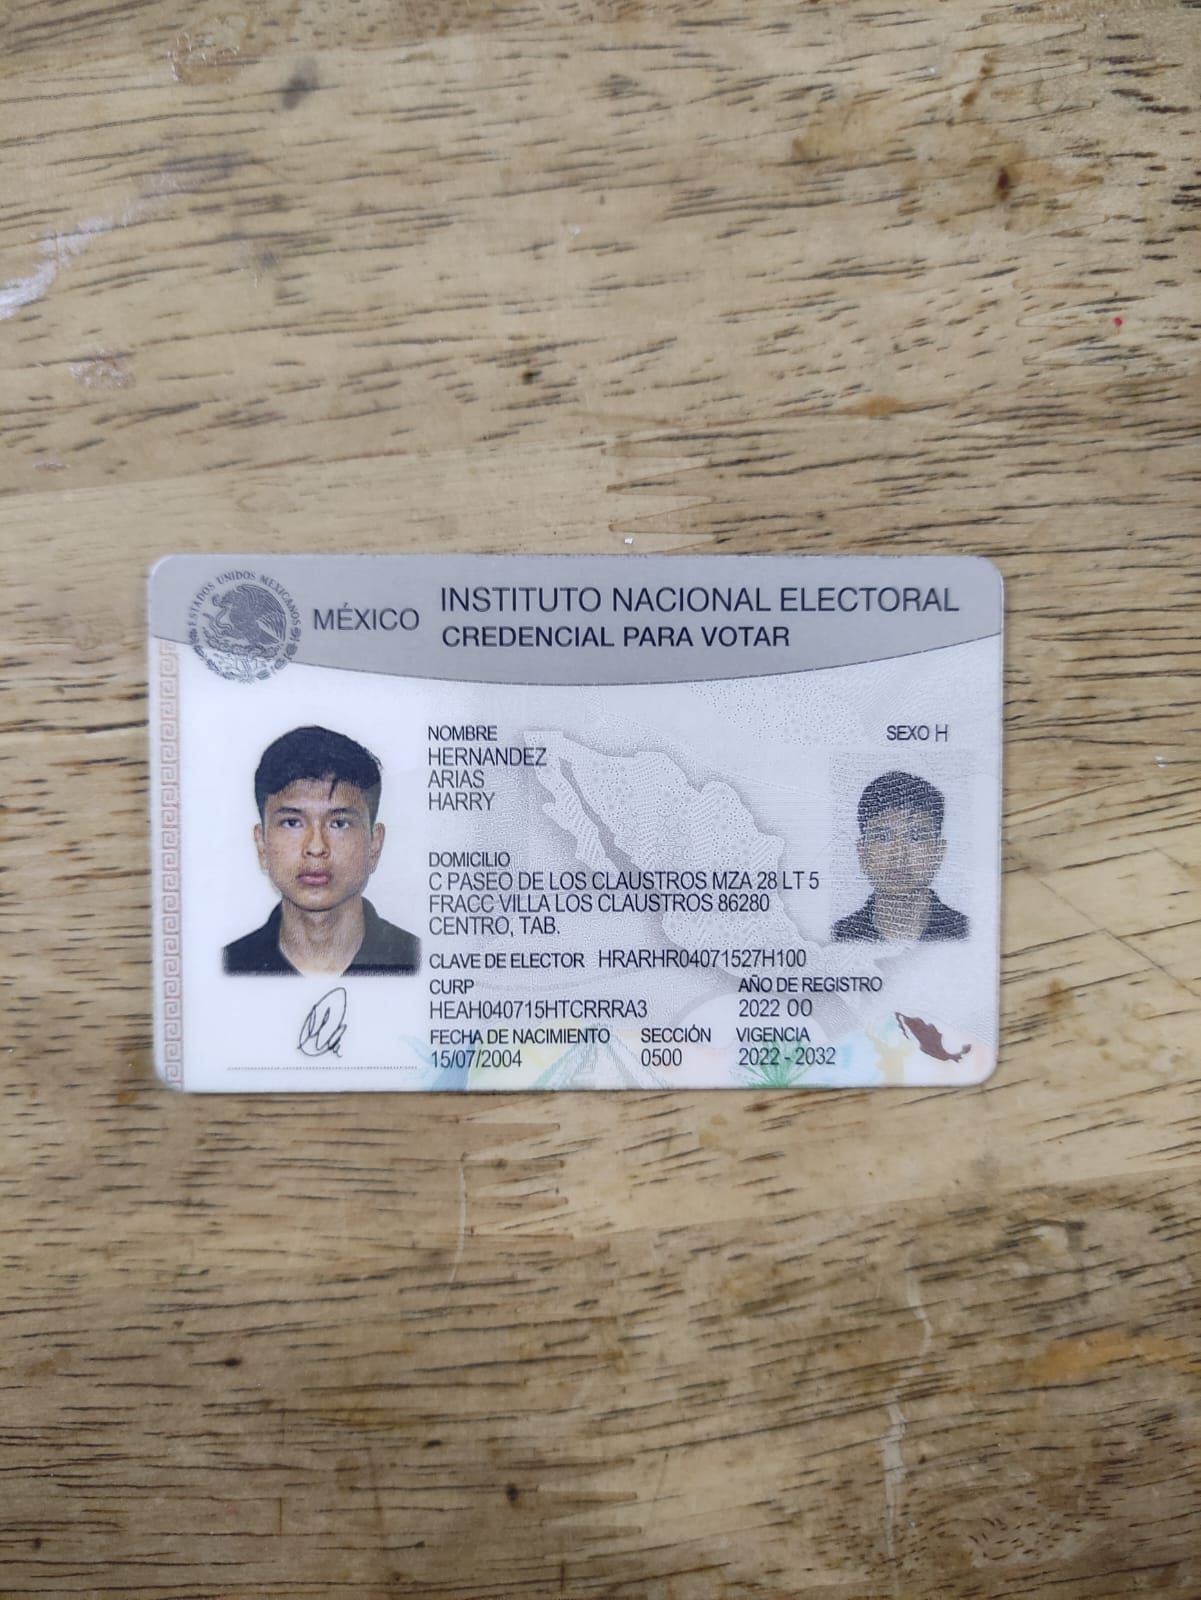 ESTADOS UNIDOS MEXICANOS
MÉXICO
INSTITUTO NACIONAL ELECTORAL
CREDENCIAL PARA VOTAR
NOMBRE
HERNANDEZ
ARIAS
HARRY
SEXO H
DOMICILIO
C PASEO DE LOS CLAUSTROS MZA 28 LT 5
FRACC VILLA LOS CLAUSTROS 86280
CENTRO, TAB.
CLAVE DE ELECTOR HRARHR04071527H100
CURP
HEAH040715HTCRRRA3
AÑO DE REGISTRO
2022 00
FECHA DE NACIMIENTO
15/07/2004
SECCIÓN
0500
VIGENCIA
2022 - 2032